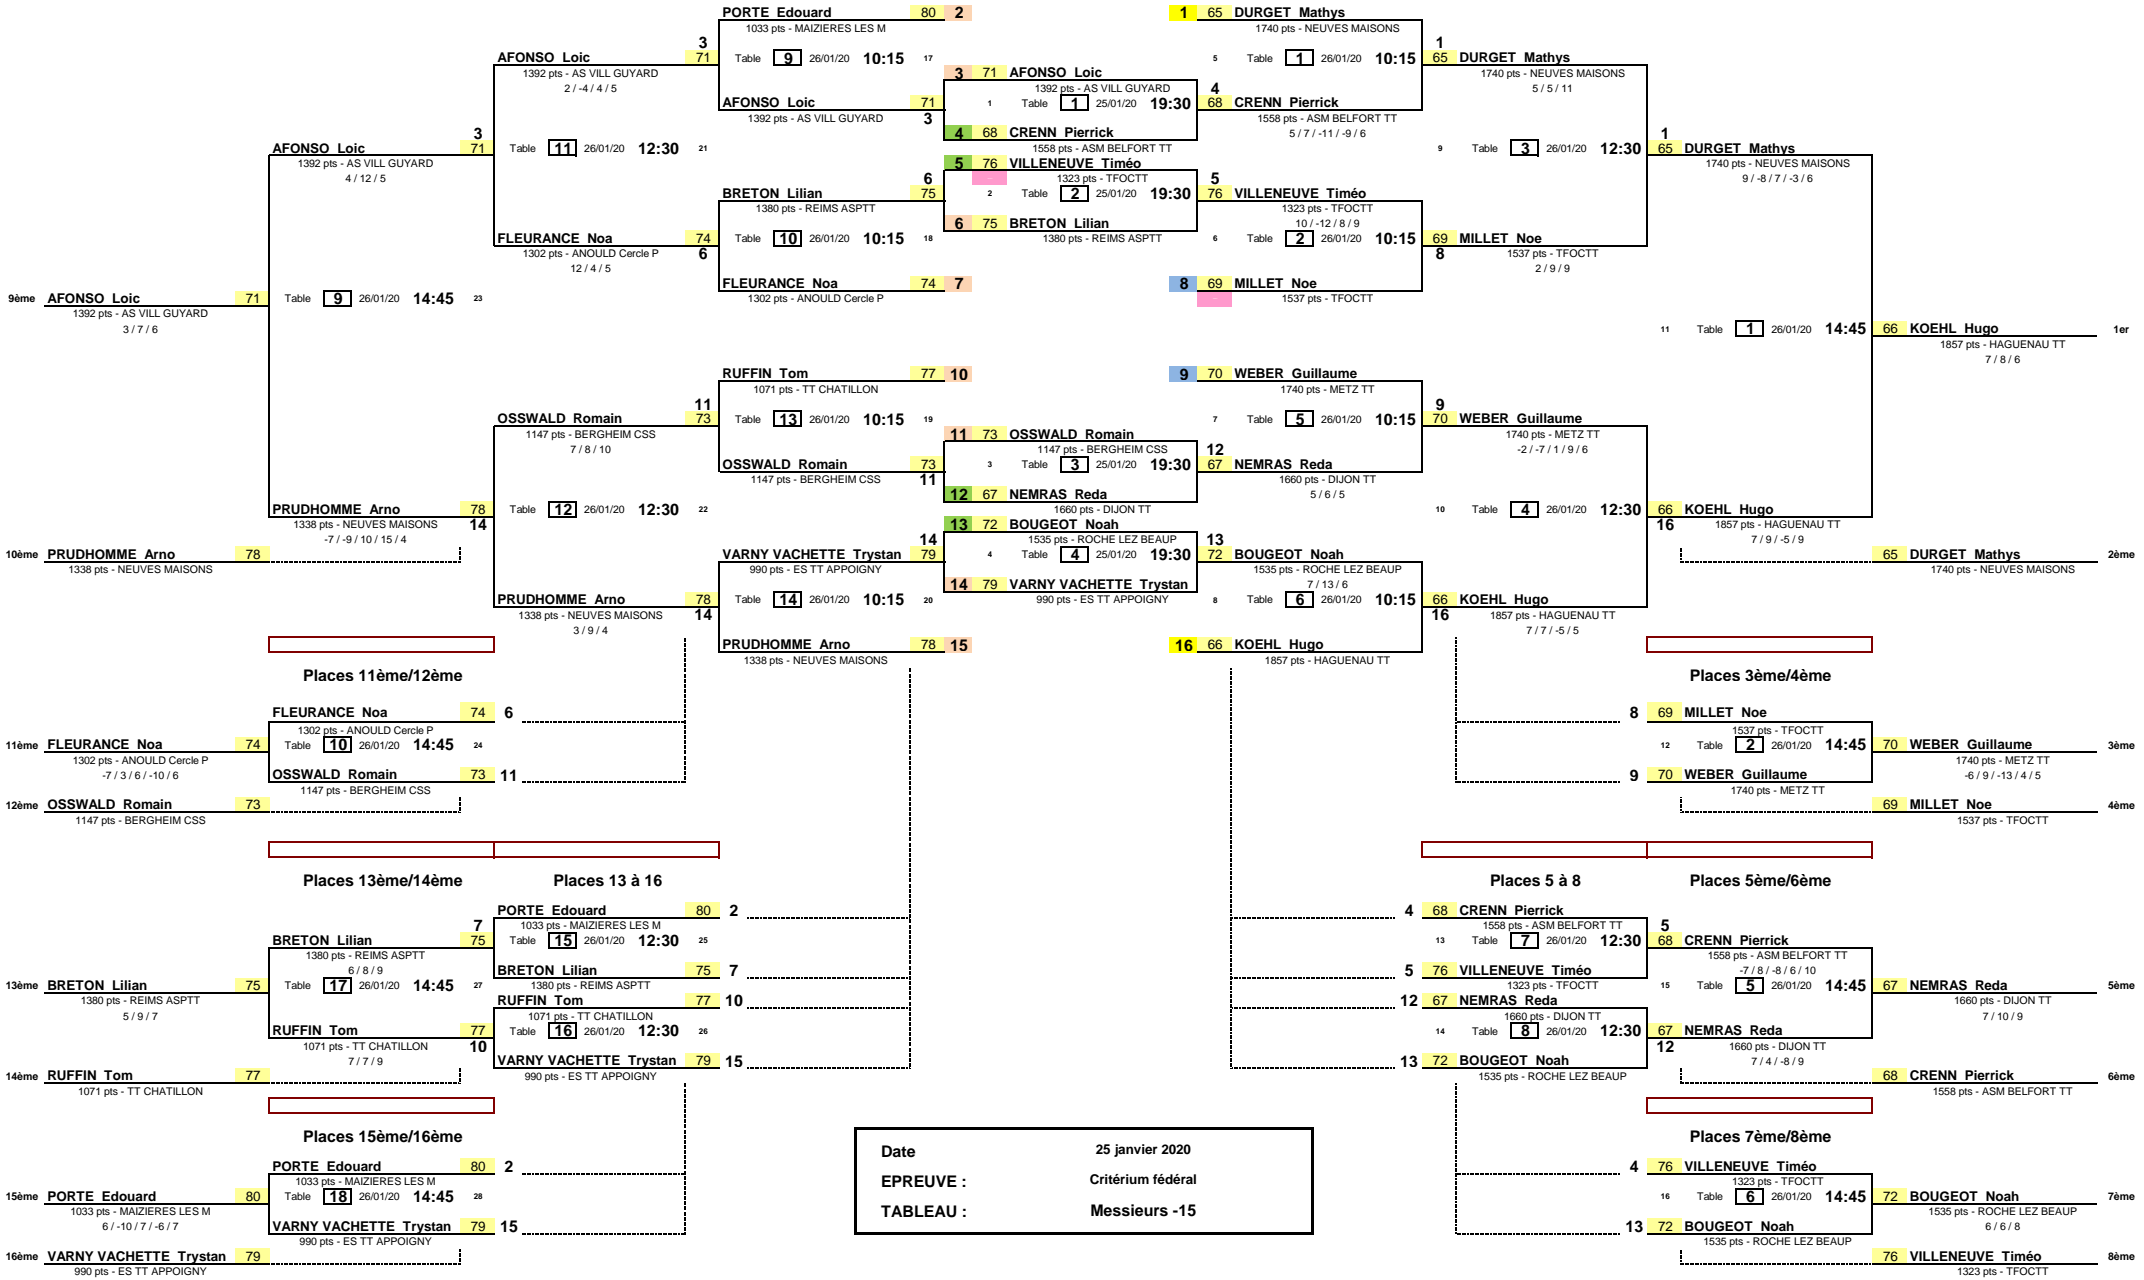 PORTE Edouard 80 2
1033 pts - MAIZIERES LES M
1 65 DURGET Mathys
1740 pts - NEUVES MAISONS
3
AFONSO Loic 71
1392 pts - AS VILL GUYARD
2 / -4 / 4 / 5
Table 9 26/01/20 10:15 17
3 71 AFONSO Loic
1392 pts - AS VILL GUYARD
5 Table 1 26/01/20 10:15
1
65 DURGET Mathys
1740 pts - NEUVES MAISONS
5 / 5 / 11
AFONSO Loic 71
1392 pts - AS VILL GUYARD 3
1 Table 1 25/01/20 19:30
4
68 CRENN Pierrick
1558 pts - ASM BELFORT TT
5 / 7 / -11 / -9 / 6
4 68 CRENN Pierrick
1558 pts - ASM BELFORT TT
3
AFONSO Loic 71
1392 pts - AS VILL GUYARD
4 / 12 / 5
Table 11 26/01/20 12:30 21
9 Table 3 26/01/20 12:30
1
65 DURGET Mathys
1740 pts - NEUVES MAISONS
9 / -8 / 7 / -3 / 6
5 76 VILLENEUVE Timéo
1323 pts - TFOCTT
6
BRETON Lilian 75
1380 pts - REIMS ASPTT
2 Table 2 25/01/20 19:30
5
76 VILLENEUVE Timéo
1323 pts - TFOCTT
10 / -12 / 8 / 9
6 75 BRETON Lilian
1380 pts - REIMS ASPTT
FLEURANCE Noa 74
1302 pts - ANOULD Cercle P 6
12 / 4 / 5
Table 10 26/01/20 10:15 18
6 Table 2 26/01/20 10:15
69 MILLET Noe
8 1537 pts - TFOCTT
2 / 9 / 9
FLEURANCE Noa 74 7
1302 pts - ANOULD Cercle P
8 69 MILLET Noe
1537 pts - TFOCTT
9ème AFONSO Loic 71
1392 pts - AS VILL GUYARD
3 / 7 / 6
Table 9 26/01/20 14:45 23
11 Table 1 26/01/20 14:45
66 KOEHL Hugo 1er
1857 pts - HAGUENAU TT
7 / 8 / 6
RUFFIN Tom 77 10
1071 pts - TT CHATILLON
9 70 WEBER Guillaume
1740 pts - METZ TT
11
OSSWALD Romain 73
1147 pts - BERGHEIM CSS
7 / 8 / 10
Table 13 26/01/20 10:15 19
11 73 OSSWALD Romain
1147 pts - BERGHEIM CSS
7 Table 5 26/01/20 10:15
9
70 WEBER Guillaume
1740 pts - METZ TT
-2 / -7 / 1 / 9 / 6
OSSWALD Romain 73
1147 pts - BERGHEIM CSS 11
3 Table 3 25/01/20 19:30
12
67 NEMRAS Reda
1660 pts - DIJON TT
5 / 6 / 5
12 67 NEMRAS Reda
1660 pts - DIJON TT
PRUDHOMME Arno 78
1338 pts - NEUVES MAISONS 14
-7 / -9 / 10 / 15 / 4
Table 12 26/01/20 12:30 22
10 Table 4 26/01/20 12:30
66 KOEHL Hugo
16 1857 pts - HAGUENAU TT
7 / 9 / -5 / 9
13 72 BOUGEOT Noah
1535 pts - ROCHE LEZ BEAUP
10ème PRUDHOMME Arno 78
1338 pts - NEUVES MAISONS
14
VARNY VACHETTE Trystan 79
990 pts - ES TT APPOIGNY
4 Table 4 25/01/20 19:30
13
72 BOUGEOT Noah
1535 pts - ROCHE LEZ BEAUP
7 / 13 / 6
65 DURGET Mathys 2ème
1740 pts - NEUVES MAISONS
14 79 VARNY VACHETTE Trystan
990 pts - ES TT APPOIGNY
PRUDHOMME Arno 78
1338 pts - NEUVES MAISONS 14
3 / 9 / 4
Table 14 26/01/20 10:15 20
8 Table 6 26/01/20 10:15
66 KOEHL Hugo
16 1857 pts - HAGUENAU TT
7 / 7 / -5 / 5
PRUDHOMME Arno 78 15
1338 pts - NEUVES MAISONS
16 66 KOEHL Hugo
1857 pts - HAGUENAU TT
Places 11ème/12ème
Places 3ème/4ème
FLEURANCE Noa 74 6
1302 pts - ANOULD Cercle P
8 69 MILLET Noe
1537 pts - TFOCTT
11ème FLEURANCE Noa 74
1302 pts - ANOULD Cercle P
-7 / 3 / 6 / -10 / 6
Table 10 26/01/20 14:45 24
12 Table 2 26/01/20 14:45
70 WEBER Guillaume 3ème
1740 pts - METZ TT
-6 / 9 / -13 / 4 / 5
OSSWALD Romain 73 11
1147 pts - BERGHEIM CSS
9 70 WEBER Guillaume
1740 pts - METZ TT
12ème OSSWALD Romain 73
1147 pts - BERGHEIM CSS
69 MILLET Noe 4ème
1537 pts - TFOCTT
Places 13ème/14ème
Places 13 à 16
Places 5 à 8
Places 5ème/6ème
PORTE Edouard 80 2
1033 pts - MAIZIERES LES M
4 68 CRENN Pierrick
1558 pts - ASM BELFORT TT
7
BRETON Lilian 75
1380 pts - REIMS ASPTT
6 / 8 / 9
Table 15 26/01/20 12:30 25
13 Table 7 26/01/20 12:30
5
68 CRENN Pierrick
1558 pts - ASM BELFORT TT
-7 / 8 / -8 / 6 / 10
BRETON Lilian 75 7
1380 pts - REIMS ASPTT
5 76 VILLENEUVE Timéo
1323 pts - TFOCTT
13ème BRETON Lilian 75
1380 pts - REIMS ASPTT
5 / 9 / 7
Table 17 26/01/20 14:45 27
15 Table 5 26/01/20 14:45
67 NEMRAS Reda 5ème
1660 pts - DIJON TT
7 / 10 / 9
RUFFIN Tom 77 10
1071 pts - TT CHATILLON
12 67 NEMRAS Reda
1660 pts - DIJON TT
RUFFIN Tom 77
1071 pts - TT CHATILLON 10
7 / 7 / 9
Table 16 26/01/20 12:30 26
14 Table 8 26/01/20 12:30
67 NEMRAS Reda
12 1660 pts - DIJON TT
7 / 4 / -8 / 9
VARNY VACHETTE Trystan 79 15
990 pts - ES TT APPOIGNY
13 72 BOUGEOT Noah
1535 pts - ROCHE LEZ BEAUP
14ème RUFFIN Tom 77
1071 pts - TT CHATILLON
68 CRENN Pierrick 6ème
1558 pts - ASM BELFORT TT
Places 15ème/16ème
Places 7ème/8ème
Date 25 janvier 2020
EPREUVE : Critérium fédéral
TABLEAU : Messieurs -15
PORTE Edouard 80 2
1033 pts - MAIZIERES LES M
4 76 VILLENEUVE Timéo
1323 pts - TFOCTT
15ème PORTE Edouard 80
1033 pts - MAIZIERES LES M
6 / -10 / 7 / -6 / 7
Table 18 26/01/20 14:45 28
16 Table 6 26/01/20 14:45
72 BOUGEOT Noah 7ème
1535 pts - ROCHE LEZ BEAUP
6 / 6 / 8
VARNY VACHETTE Trystan 79 15
990 pts - ES TT APPOIGNY
13 72 BOUGEOT Noah
1535 pts - ROCHE LEZ BEAUP
16ème VARNY VACHETTE Trystan 79
990 pts - ES TT APPOIGNY
76 VILLENEUVE Timéo 8ème
1323 pts - TFOCTT